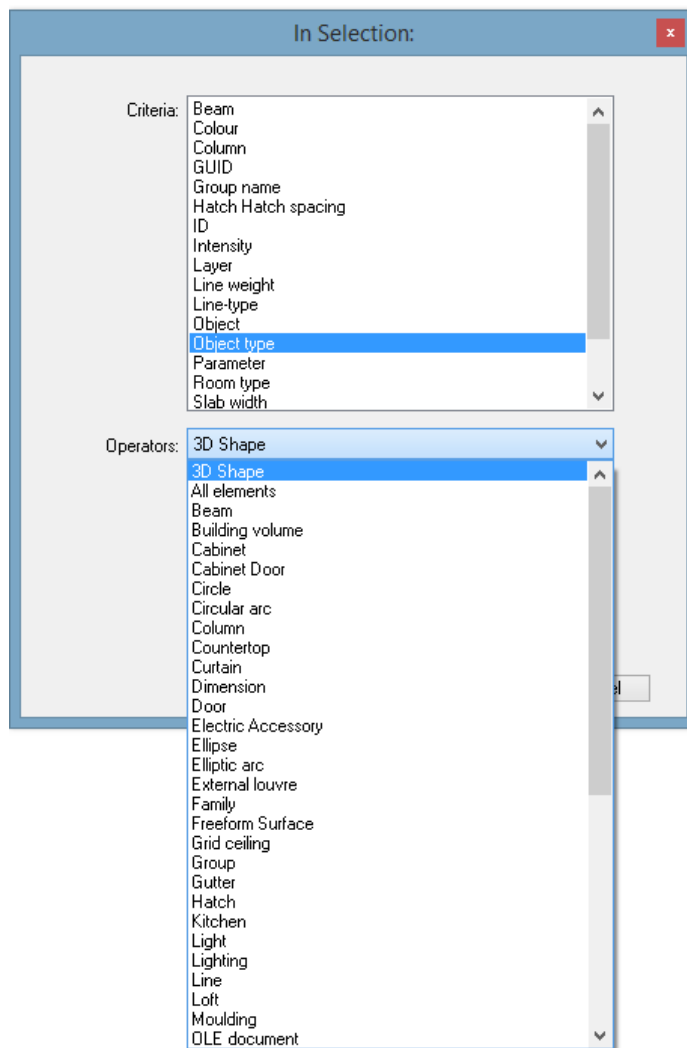 In Selection:
x
Criteria:
Beam
Colour
Column
GUID
Group name
Hatch Hatch spacing
ID
Intensity
Layer
Line weight
Line-type
Object
Object type
Parameter
Room type
Slab width
Operators: 3D Shape
3D Shape
All elements
Beam
Building volume
Cabinet
Cabinet Door
Circle
Circular arc
Column
Countertop
Curtain
Dimension
Door
Electric Accessory
Ellipse
Elliptic arc
External louvre
Family
Freeform Surface
Grid ceiling
Group
Gutter
Hatch
Kitchen
Light
Lighting
Line
Loft
Moulding
OLE document